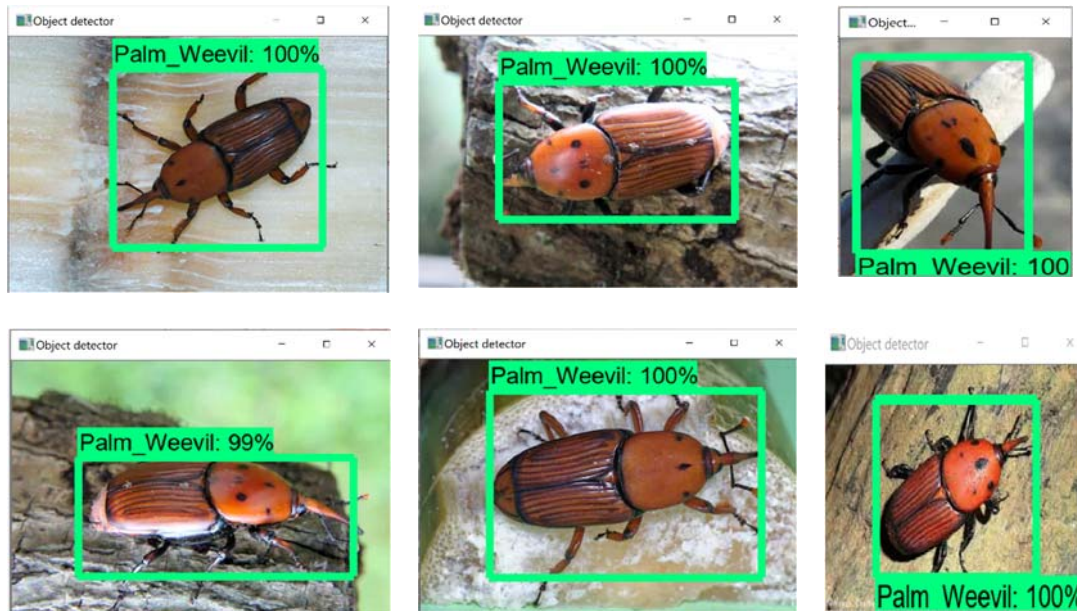 Object detector
Palm_Weevil: 100%
Object detector
Palm_Weevil: 100%
Object...
Palm_Weevil: 100
Object detector
Palm_Weevil: 99%
Object detector
Palm_Weevil: 100%
Object detector
Palm_Weevil: 100%